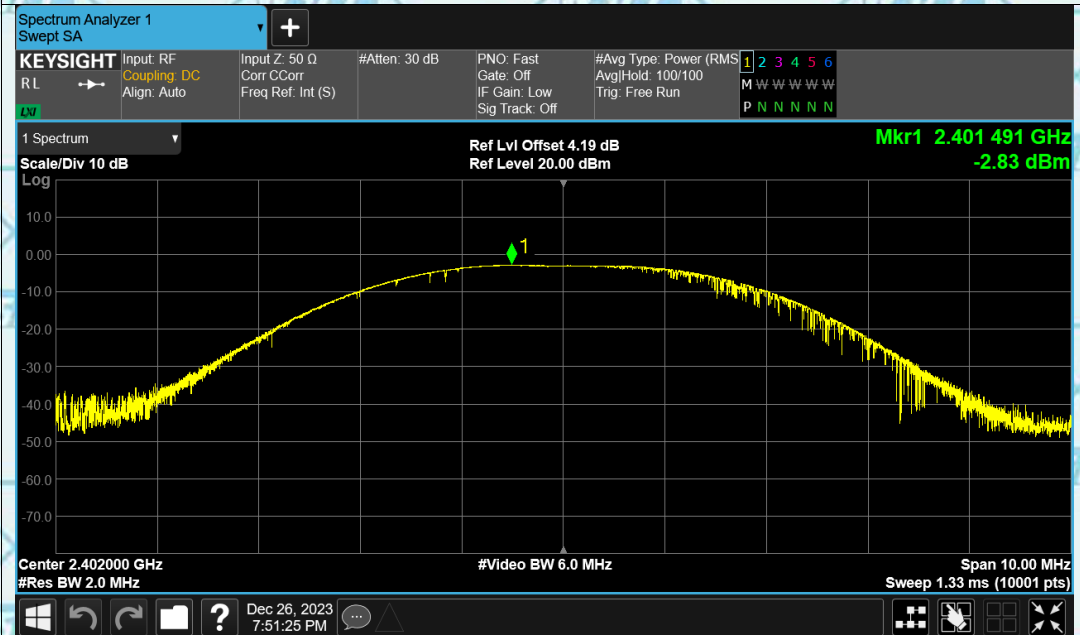 Spectrum Analyzer 1
Swept SA
KEYSIGHT
RL
LXI
Input: RF
Coupling: DC
Align: Auto
Input Z: 50 Ω
Corr CCorr
Freq Ref: Int (S)
#Atten: 30 dB
PNO: Fast
Gate: Off
IF Gain: Low
Sig Track: Off
#Avg Type: Power (RMS
Avg|Hold: 100/100
Trig: Free Run
1 2 3 4 5 6
M W W W W W
P N N N N N
1 Spectrum
Scale/Div 10 dB
Ref Lvl Offset 4.19 dB
Ref Level 20.00 dBm
Mkr1 2.401 491 GHz
-2.83 dBm
Log
10.0
0.00
-10.0
-20.0
-30.0
-40.0
-50.0
-60.0
-70.0
1
Center 2.402000 GHz
#Res BW 2.0 MHz
#Video BW 6.0 MHz
Span 10.00 MHz
Sweep 1.33 ms (10001 pts)
Dec 26, 2023
7:51:25 PM